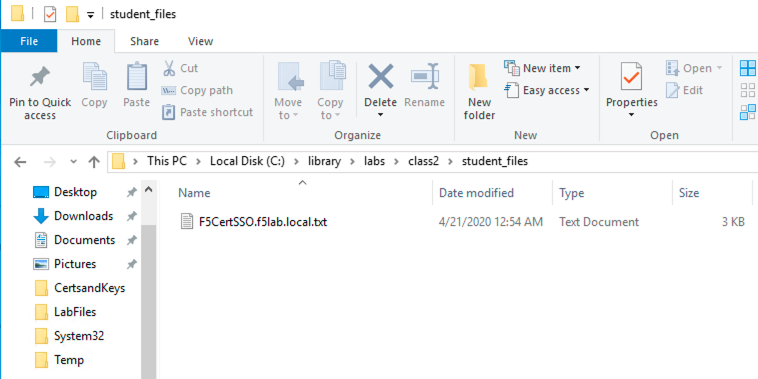 student_files
File Home Share View
Pin to Quick access
Copy
Paste
Cut
Copy path
Paste shortcut
Clipboard
Move to
Copy to
Delete
Rename
Organize
New folder
New item
Easy access
New
Properties
Open
Edit
Open
This PC > Local Disk (C:) > library > labs > class2 > student_files
Desktop
Downloads
Documents
Pictures
CertsandKeys
LabFiles
System32
Temp
Name Date modified Type Size
F5CertSSO.f5lab.local.txt 4/21/2020 12:54 AM Text Document 3 KB